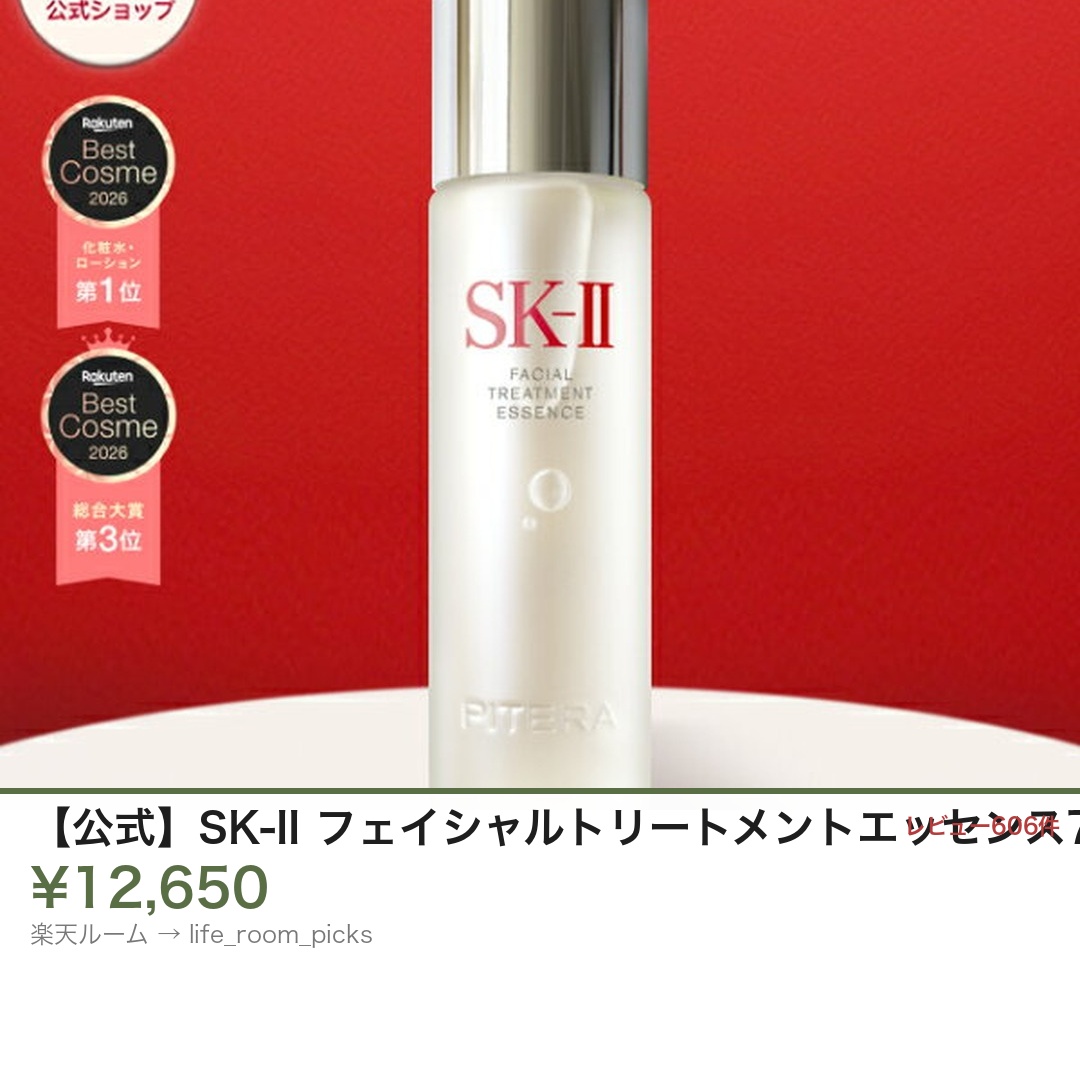 公式ショップ
Rakuten
Best
Cosme
2026
化粧水・
ローション
第1位
Rakuten
Best
Cosme
2026
総合大賞
第3位
SK-II
FACIAL
TREATMENT
ESSENCE
PITERA
【公式】SK-II フェイシャルトリートメントエッセンス7
レビュー606件
¥12,650
楽天ルーム → life_room_picks